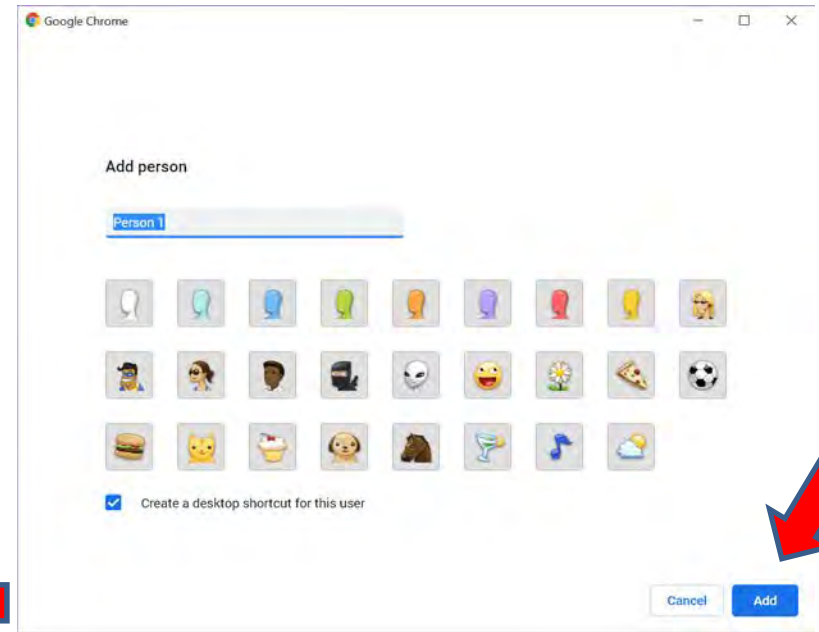 Google Chrome
Add person
Person 1
Create a desktop shortcut for this user
Cancel
Add